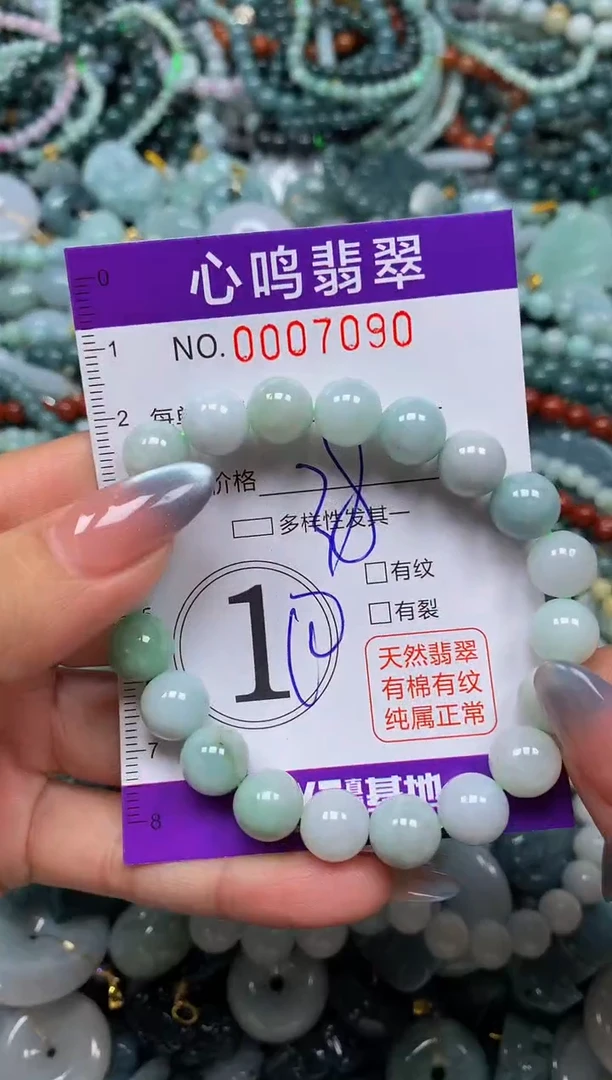 心鸣翡翠
NO. 0007090
0
1
2
价格
多样性发其一
有纹
1
有裂
天然翡翠
有棉有纹
纯属正常
7
基地
8